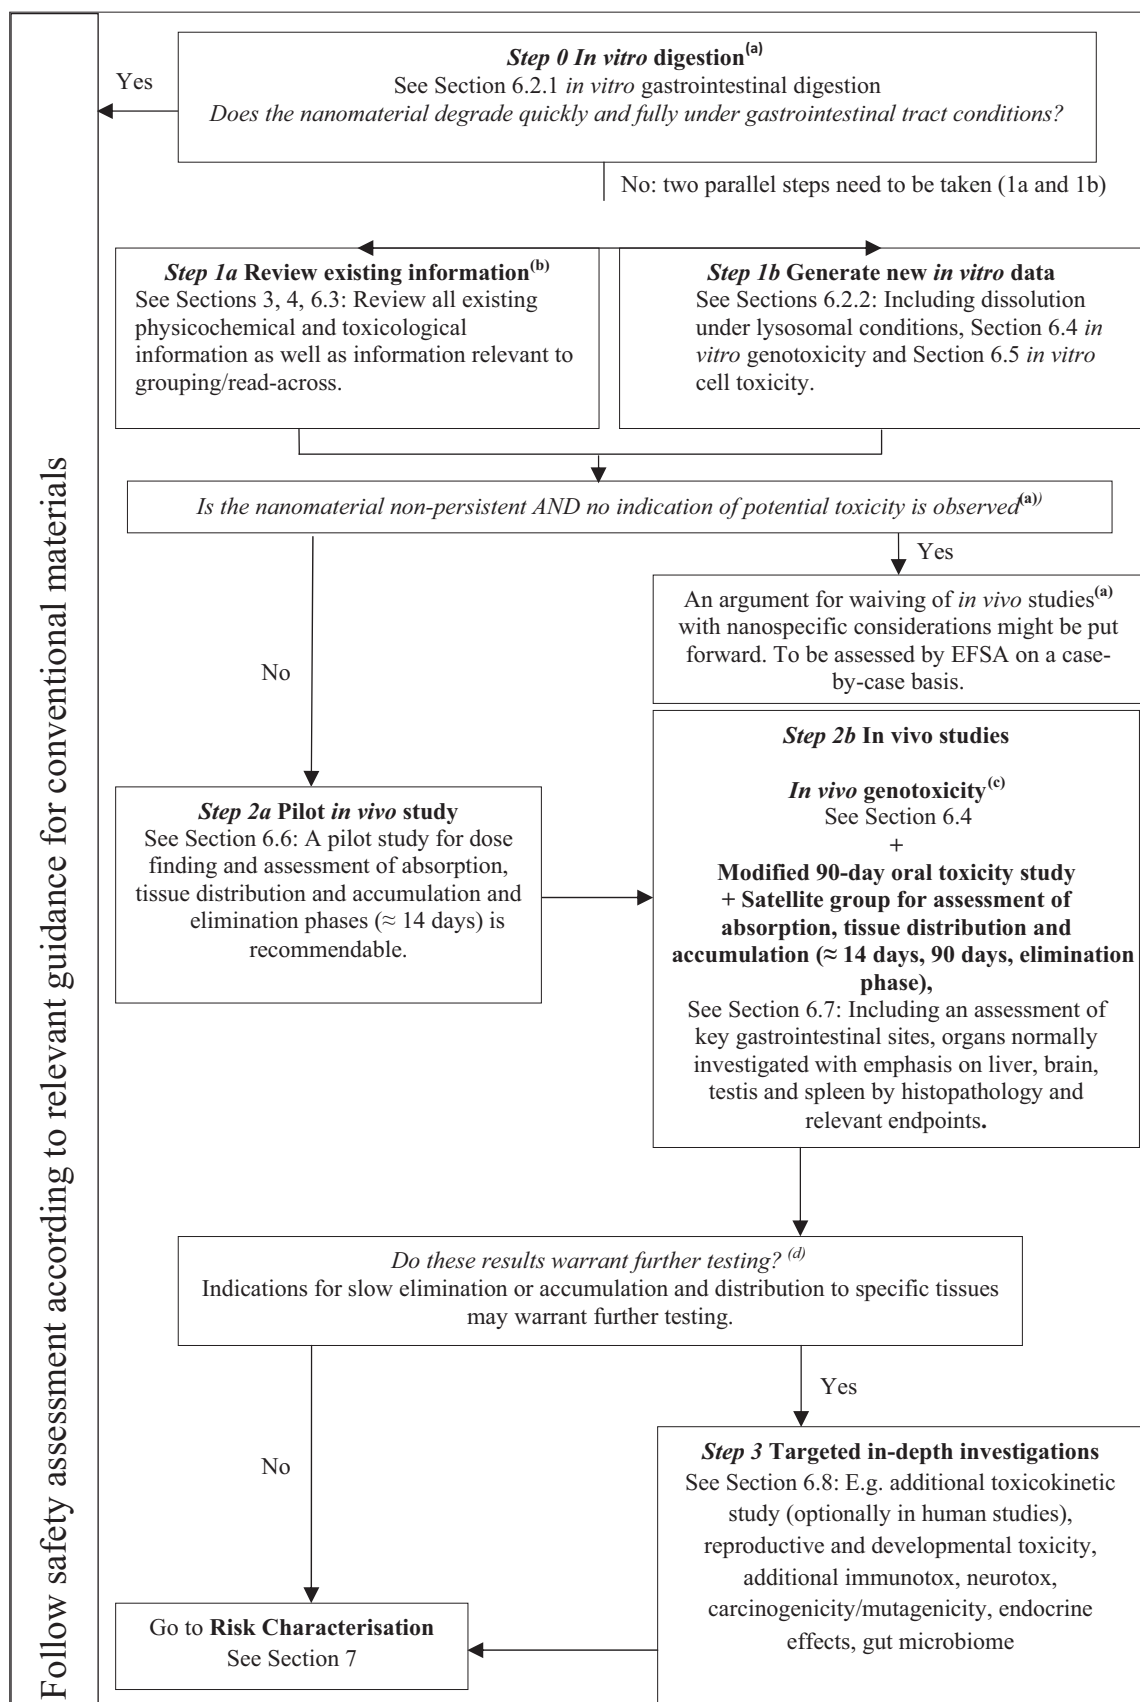 Follow safety assessment according to relevant guidance for conventional materials
Step 0 In vitro digestion(a)
See Section 6.2.1 in vitro gastrointestinal digestion
Does the nanomaterial degrade quickly and fully under gastrointestinal tract conditions?
Yes
No: two parallel steps need to be taken (1a and 1b)
Step 1a Review existing information(b)
See Sections 3, 4, 6.3: Review all existing
physicochemical and toxicological
information as well as information relevant to
grouping/read-across.
Step 1b Generate new in vitro data
See Sections 6.2.2: Including dissolution
under lysosomal conditions, Section 6.4 in
vitro genotoxicity and Section 6.5 in vitro
cell toxicity.
Is the nanomaterial non-persistent AND no indication of potential toxicity is observed(a))
Yes
An argument for waiving of in vivo studies(a)
with nanospecific considerations might be put
forward. To be assessed by EFSA on a case-
by-case basis.
No
Step 2a Pilot in vivo study
See Section 6.6: A pilot study for dose
finding and assessment of absorption,
tissue distribution and accumulation and
elimination phases (≈ 14 days) is
recommendable.
Step 2b In vivo studies
In vivo genotoxicity(c)
See Section 6.4
+
Modified 90-day oral toxicity study
+ Satellite group for assessment of
absorption, tissue distribution and
accumulation (≈ 14 days, 90 days, elimination
phase),
See Section 6.7: Including an assessment of
key gastrointestinal sites, organs normally
investigated with emphasis on liver, brain,
testis and spleen by histopathology and
relevant endpoints.
Do these results warrant further testing? (d)
Indications for slow elimination or accumulation and distribution to specific tissues
may warrant further testing.
Yes
No
Step 3 Targeted in-depth investigations
See Section 6.8: E.g. additional toxicokinetic
study (optionally in human studies),
reproductive and developmental toxicity,
additional immunotox, neurotox,
carcinogenicity/mutagenicity, endocrine
effects, gut microbiome
Go to Risk Characterisation
See Section 7